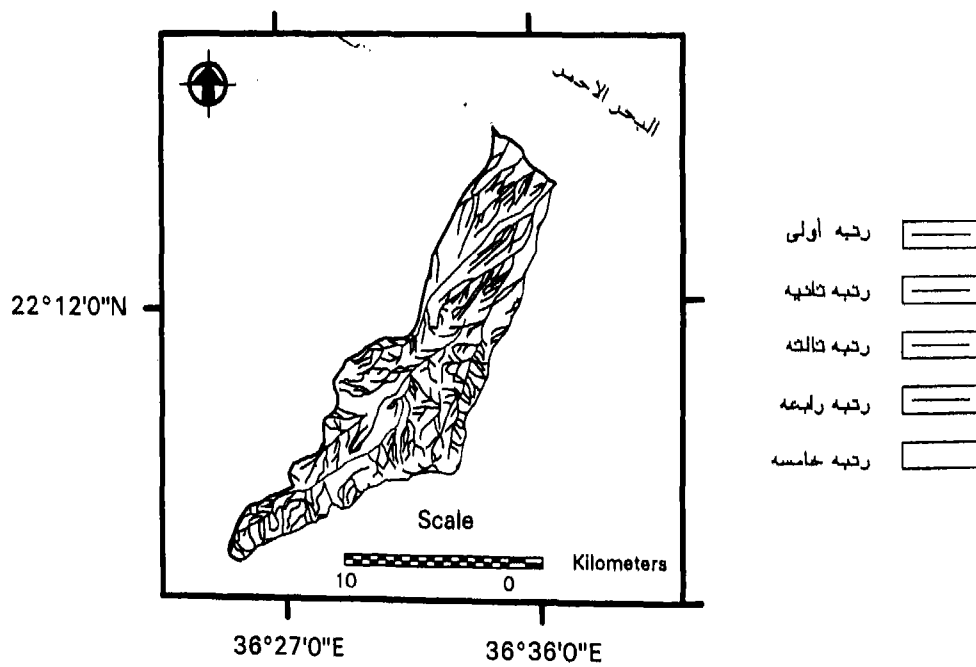 البحر الاحمر
رتبه أولى
22°12'0"N
رتبه ثانيه
رتبه ثالثه
رتبه رابعه
رتبه خامسه
Scale
Kilometers
10 0
36°27'0"E 36°36'0"E